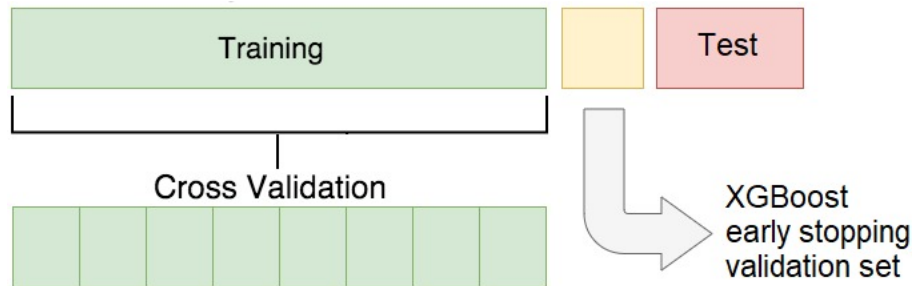 Training
Test
Cross Validation
XGBoost
early stopping
validation set